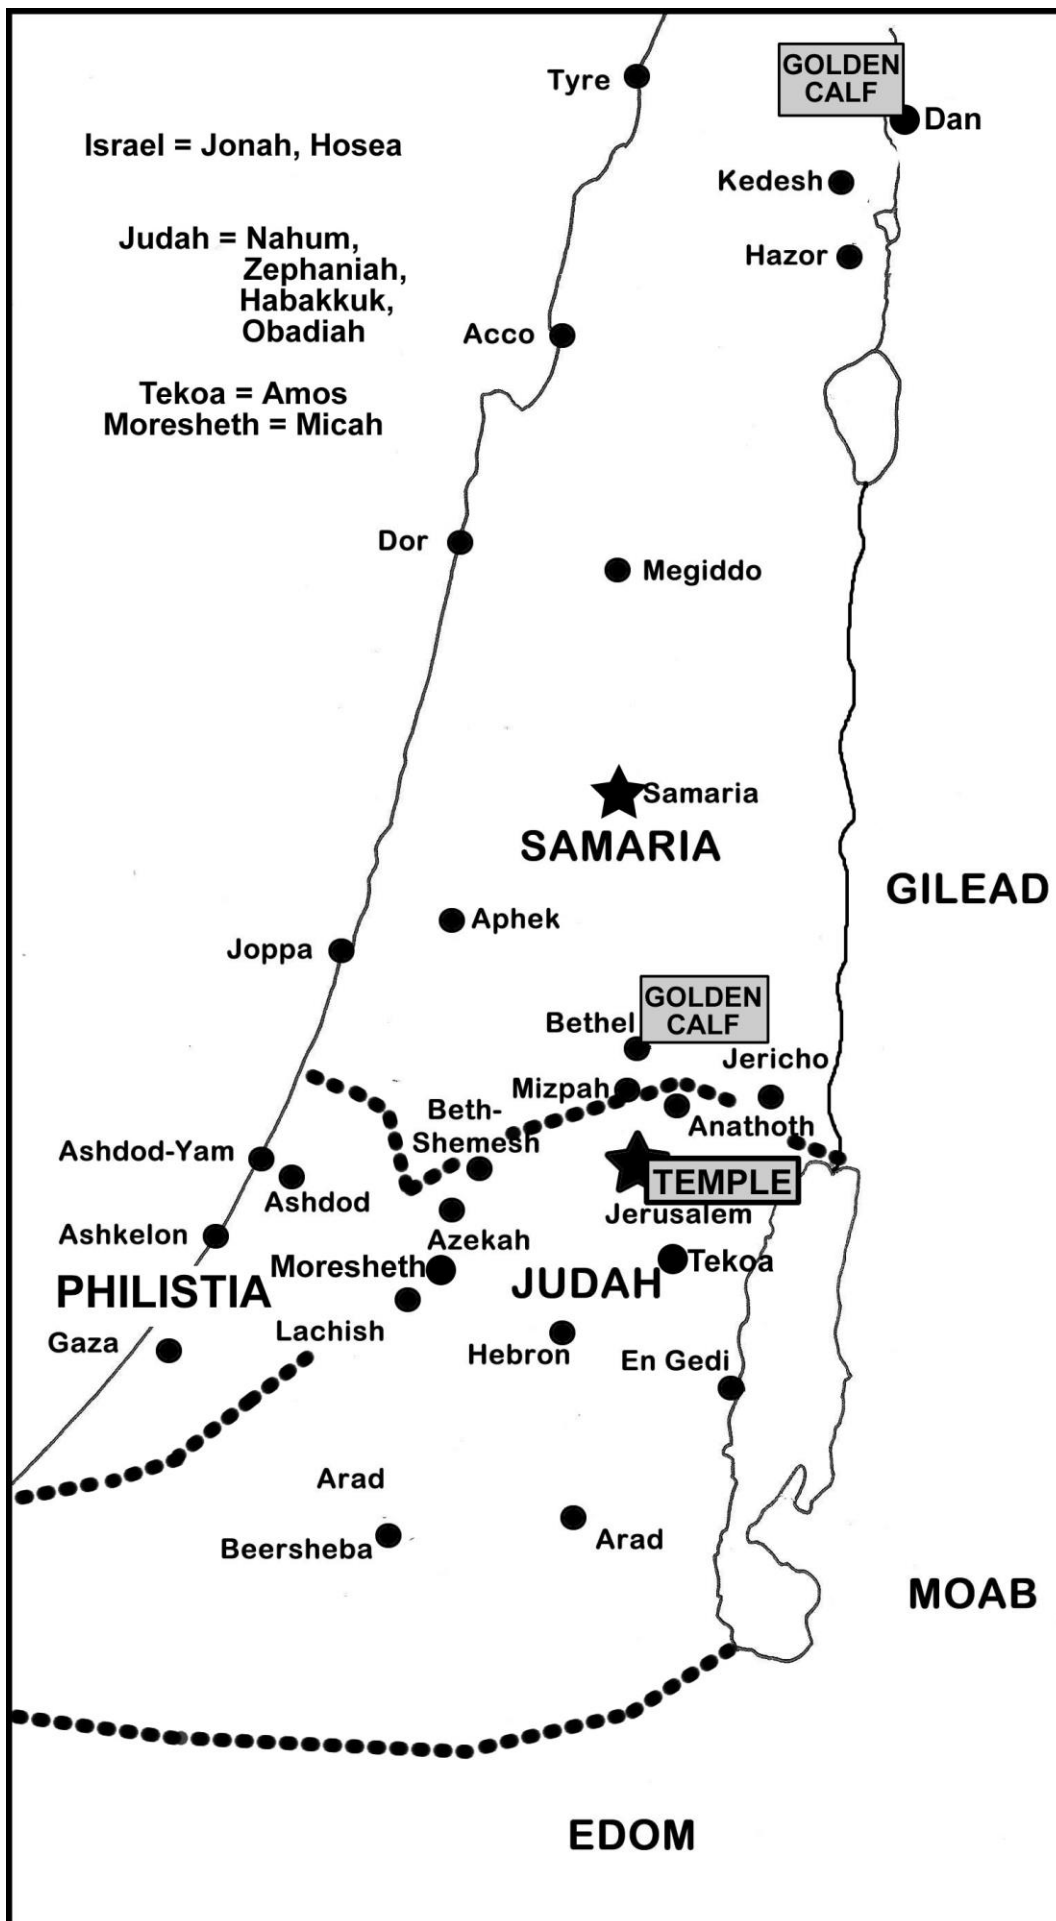 Tyre
GOLDEN
CALF
Dan
Israel = Jonah, Hosea
Kedesh
Judah = Nahum,
Zephaniah,
Habakkuk,
Obadiah
Hazor
Acco
Tekoa = Amos
Moresheth = Micah
Dor
Megiddo
Samaria
SAMARIA
GILEAD
Aphek
Joppa
GOLDEN
CALF
Bethel
Jericho
Mizpah
Beth-
Shemesh
Anathoth
Ashdod-Yam
Ashdod
TEMPLE
Jerusalem
Ashkelon
Azekah
Moresheth
Tekoa
PHILISTIA
JUDAH
Lachish
Gaza
Hebron
En Gedi
Arad
Beersheba
Arad
MOAB
EDOM